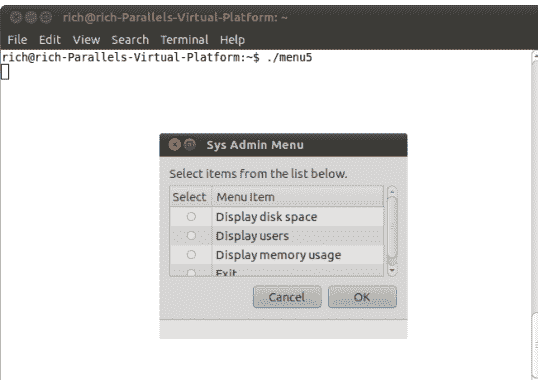 rich@rich-Parallels-Virtual-Platform: ~
File Edit View Search Terminal Help
rich@rich-Parallels-Virtual-Platform:~$ ./menu5
Sys Admin Menu
Select items from the list below.
Select Menu Item
Display disk space
Display users
Display memory usage
Exit
Cancel OK